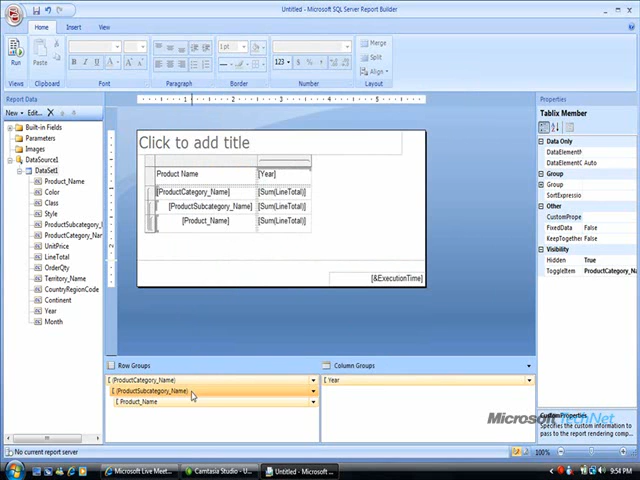 Untitled - Microsoft SQL Server Report Builder
Home
Insert
View
Run
Paste
Merge
Split
Align
Views
Clipboard
Font
Paragraph
Border
Number
Layout
Report Data
New
Edit...
Built-in Fields
Parameters
Images
DataSource1
DataSet1
Product_Name
Color
Class
Style
ProductSubcategory_
ProductCategory_Nam
UnitPrice
LineTotal
OrderQty
Territory_Name
CountryRegionCode
Continent
Year
Month
Click to add title
Product Name
[Year]
[ProductCategory_Name]
[Sum(LineTotal)]
[ProductSubcategory_Name]
[Sum(LineTotal)]
[Product_Name]
[Sum(LineTotal)]
[&ExecutionTime]
Row Groups
Column Groups
(ProductCategory_Name)
(ProductSubcategory_Name)
Product_Name
Year
Properties
Tablix Member
Data Only
DataElementN
DataElementC Auto
Group
Group
SortExpressio
Other
CustomPrope
FixedData False
KeepTogether False
Visibility
Hidden True
ToggleItem ProductCategory_Na
CustomProperties
Specifies the custom information to pass to the report rendering comp...
Microsoft TechNet
No current report server
100%
Microsoft Live Meet...
Camtasia Studio - U...
Untitled - Microsoft ...
9:54 PM